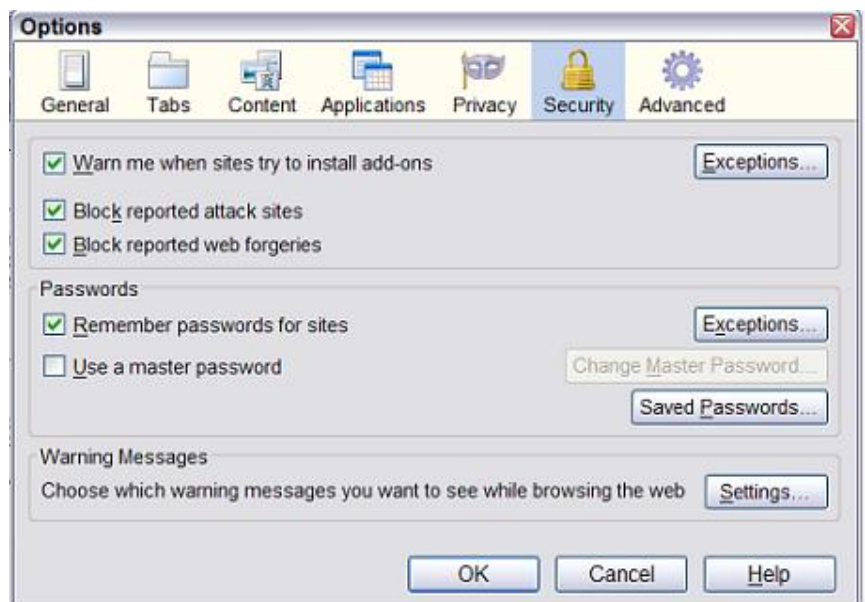 Options
General Tabs Content Applications Privacy Security Advanced
Warn me when sites try to install add-ons Exceptions...
Block reported attack sites
Block reported web forgeries
Passwords
Remember passwords for sites Exceptions...
Use a master password Change Master Password...
Saved Passwords...
Warning Messages
Choose which warning messages you want to see while browsing the web Settings...
OK Cancel Help